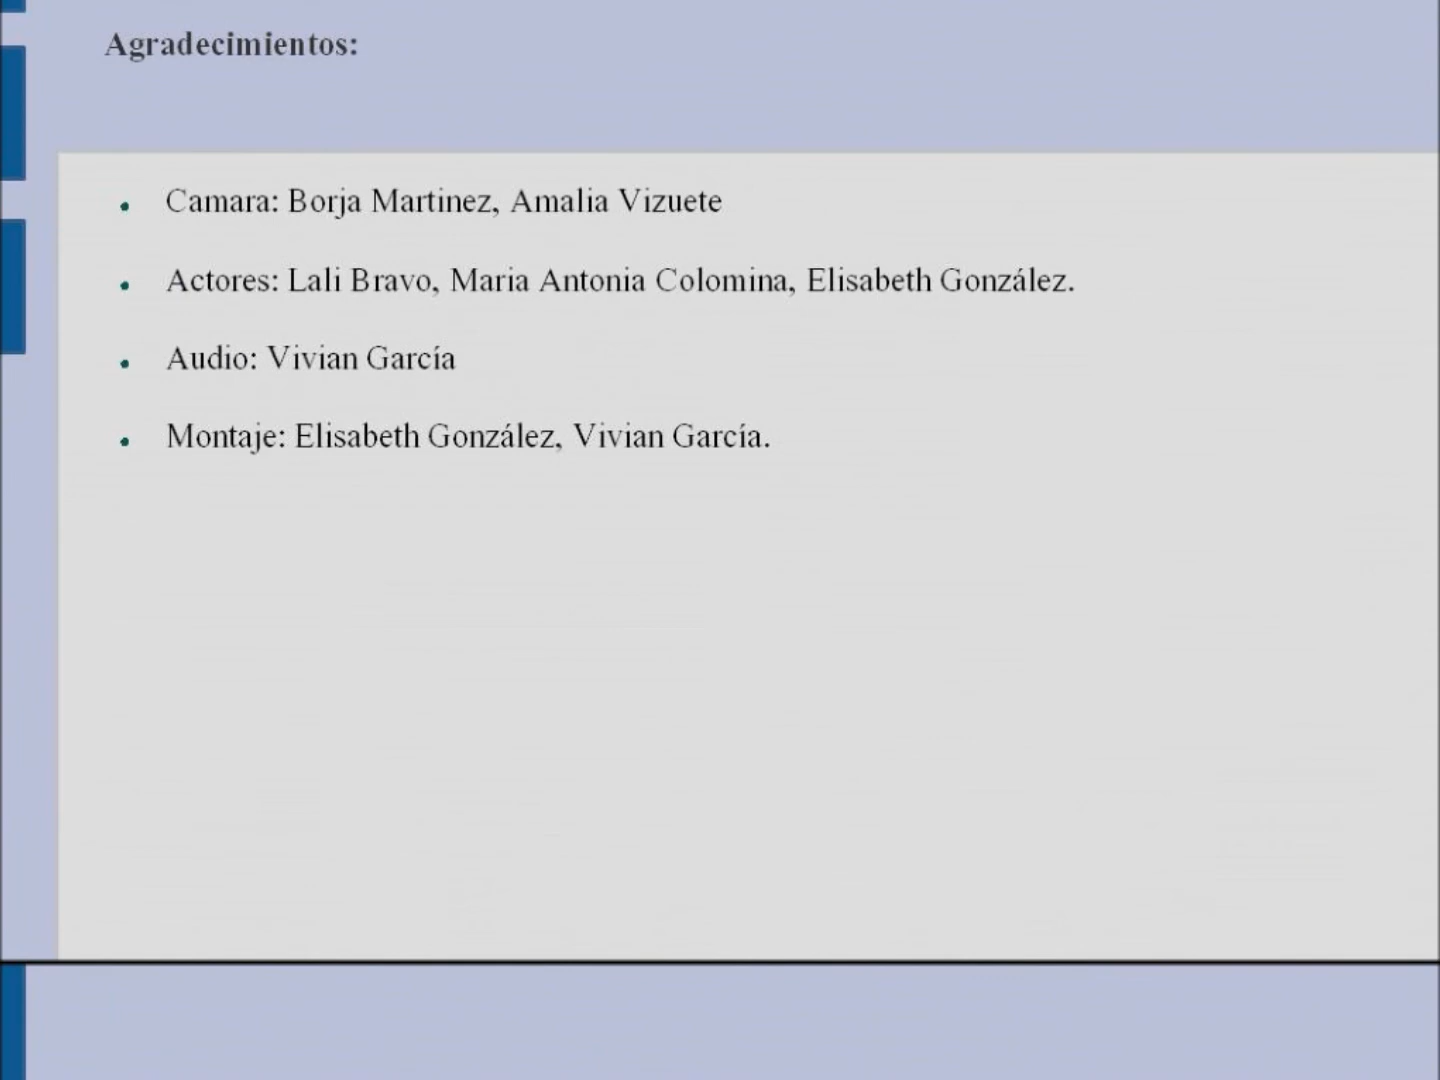 Agradecimientos:
Camara: Borja Martinez, Amalia Vizuete
Actores: Lali Bravo, Maria Antonia Colomina, Elisabeth González.
Audio: Vivian García
Montaje: Elisabeth González, Vivian García.